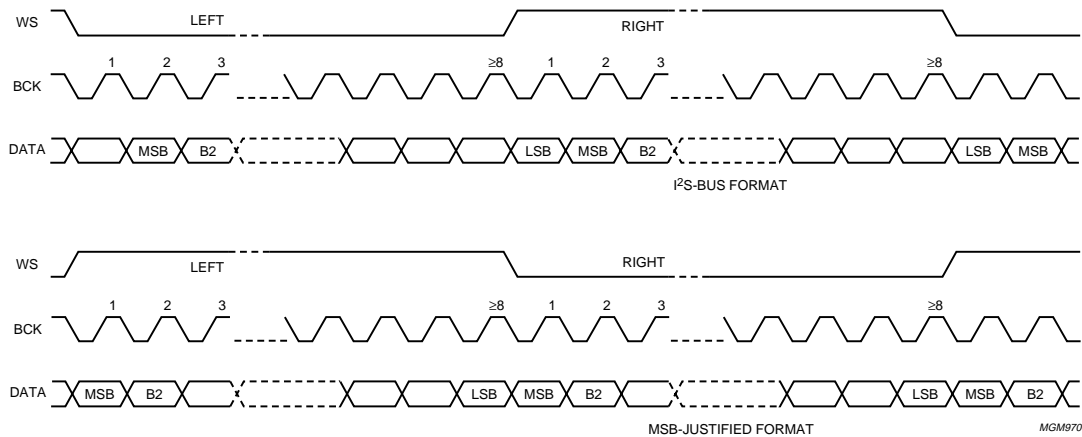 WS
LEFT
RIGHT
1 2 3 ≥8 1 2 3 ≥8
BCK
DATA
MSB B2 LSB MSB B2 LSB MSB
I²S-BUS FORMAT
WS
LEFT
RIGHT
1 2 3 ≥8 1 2 3 ≥8
BCK
DATA
MSB B2 LSB MSB B2 LSB MSB B2
MSB-JUSTIFIED FORMAT
MGM970